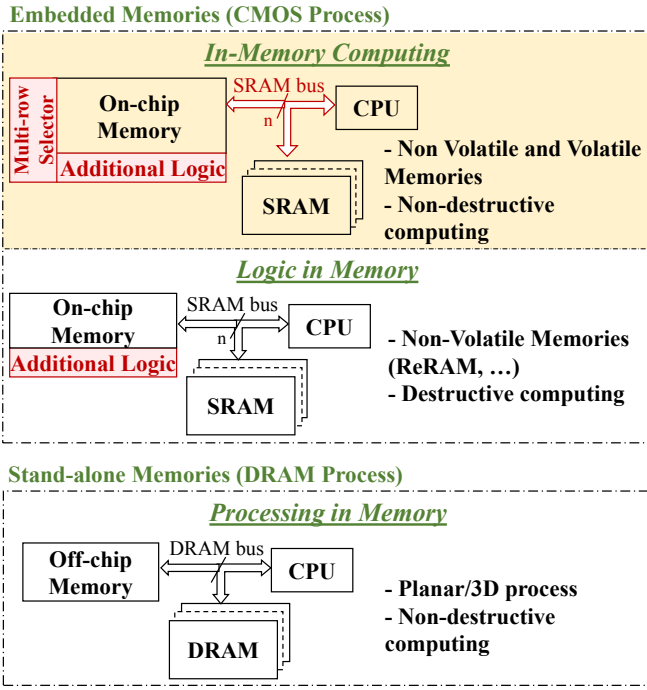 Embedded Memories (CMOS Process)
In-Memory Computing
Multi-row
Selector
On-chip
Memory
Additional Logic
SRAM bus
n
CPU
SRAM
- Non Volatile and Volatile
Memories
- Non-destructive
computing
Logic in Memory
On-chip
Memory
Additional Logic
SRAM bus
n
CPU
SRAM
- Non-Volatile Memories
(ReRAM, …)
- Destructive computing
Stand-alone Memories (DRAM Process)
Processing in Memory
Off-chip
Memory
DRAM bus
CPU
DRAM
- Planar/3D process
- Non-destructive
computing